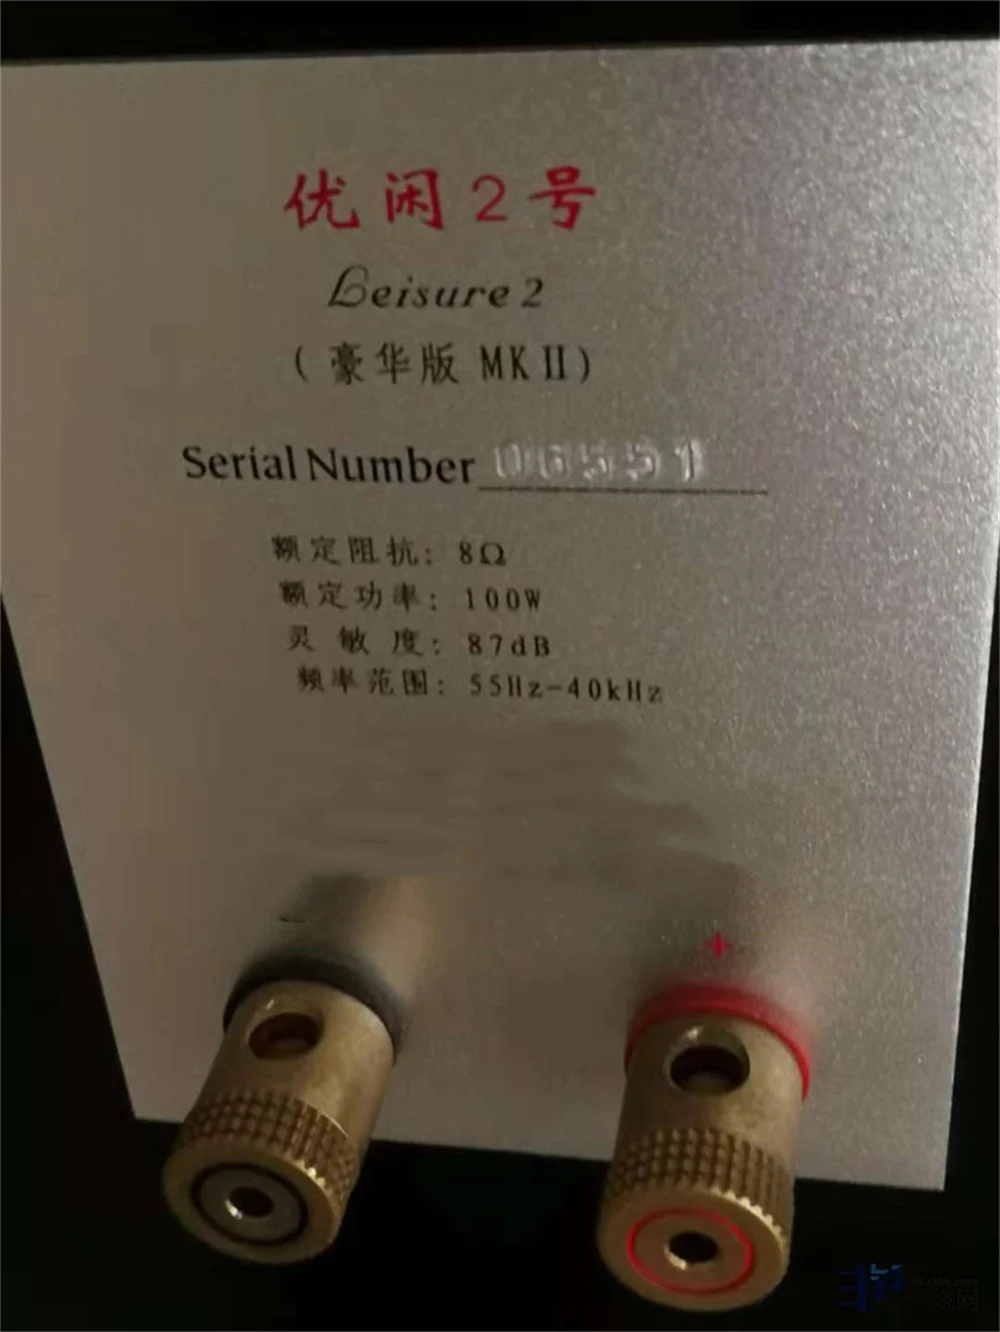 优闲2号
Leisure 2
(豪华版 MK II)
Serial Number 06551
额定阻抗: 8Ω
额定功率: 100W
灵敏度: 87dB
频率范围: 55Hz-40kHz
- +